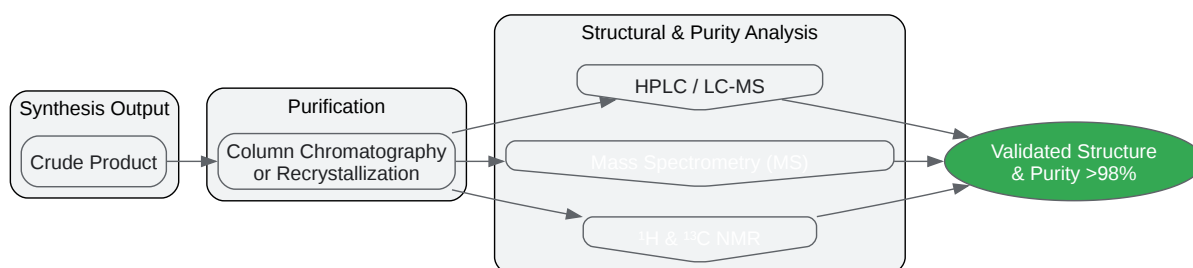 Synthesis Output
Crude Product
Purification
Column Chromatography
or Recrystallization
Structural & Purity Analysis
HPLC / LC-MS
Mass Spectrometry (MS)
¹H & ¹³C NMR
Validated Structure
& Purity >98%